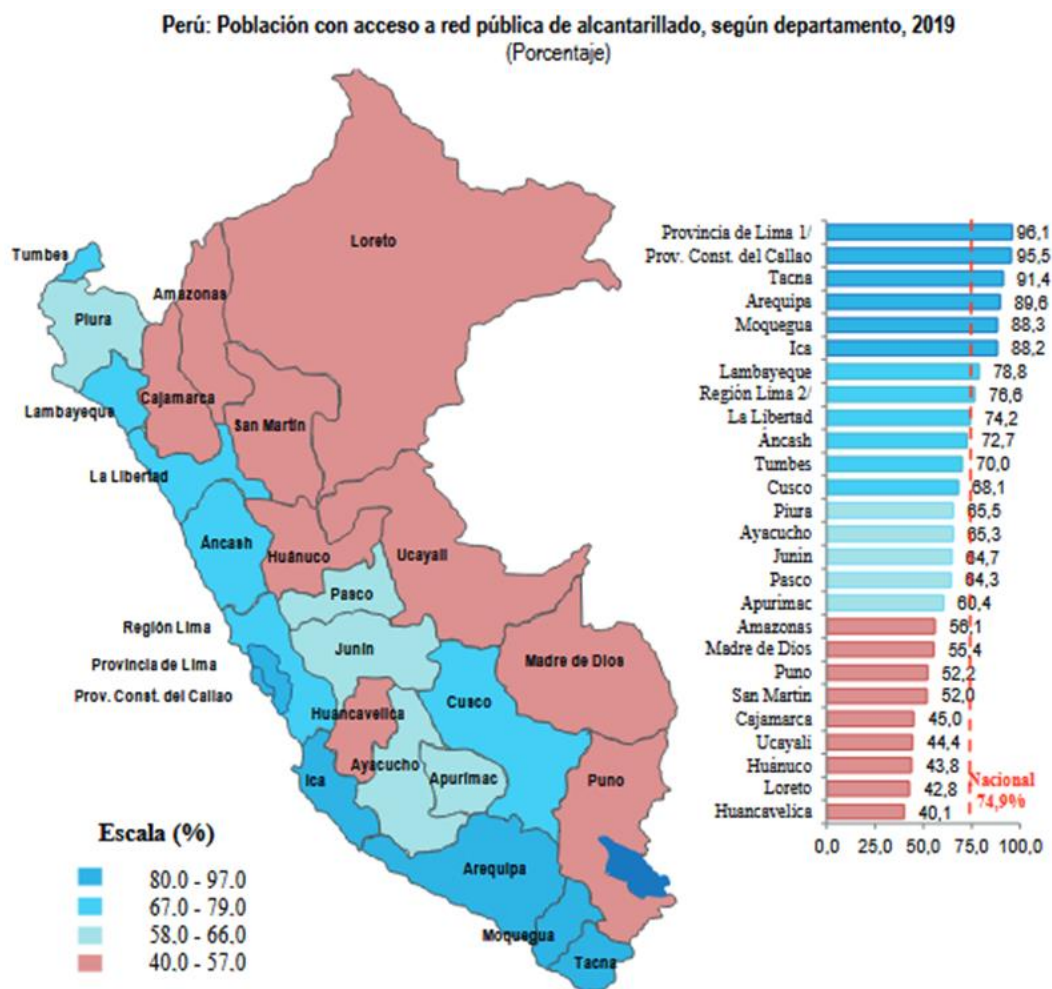 Perú: Población con acceso a red pública de alcantarillado, según departamento, 2019
(Porcentaje)
Loreto
Tumbes
Amazonas
Piura
Cajamarca
Lambayeque
San Martin
La Libertad
Áncash
Huánuco
Ucayali
Pasco
Región Lima
Junin
Madre de Dios
Provincia de Lima
Prov. Const. del Callao
Cusco
Huancavelica
Ica
Ayacucho
Apurímac
Puno
Arequipa
Moquegua
Tacna
Escala (%)
80.0 - 97.0
67.0 - 79.0
58.0 - 66.0
40.0 - 57.0
Provincia de Lima 1/ 96,1
Prov. Const. del Callao 95,5
Tacna 91,4
Arequipa 89,6
Moquegua 88,3
Ica 88,2
Lambayeque 78,8
Región Lima 2/ 76,6
La Libertad 74,2
Áncash 72,7
Tumbes 70,0
Cusco 68,1
Piura 65,5
Ayacucho 65,3
Junin 64,7
Pasco 64,3
Apurimac 60,4
Amazonas 56,1
Madre de Dios 55,4
Puno 52,2
San Martin 52,0
Cajamarca 45,0
Ucayali 44,4
Huánuco 43,8
Loreto 42,8
Huancavelica 40,1
Nacional
74,9%
0,0 25,0 50,0 75,0 100,0